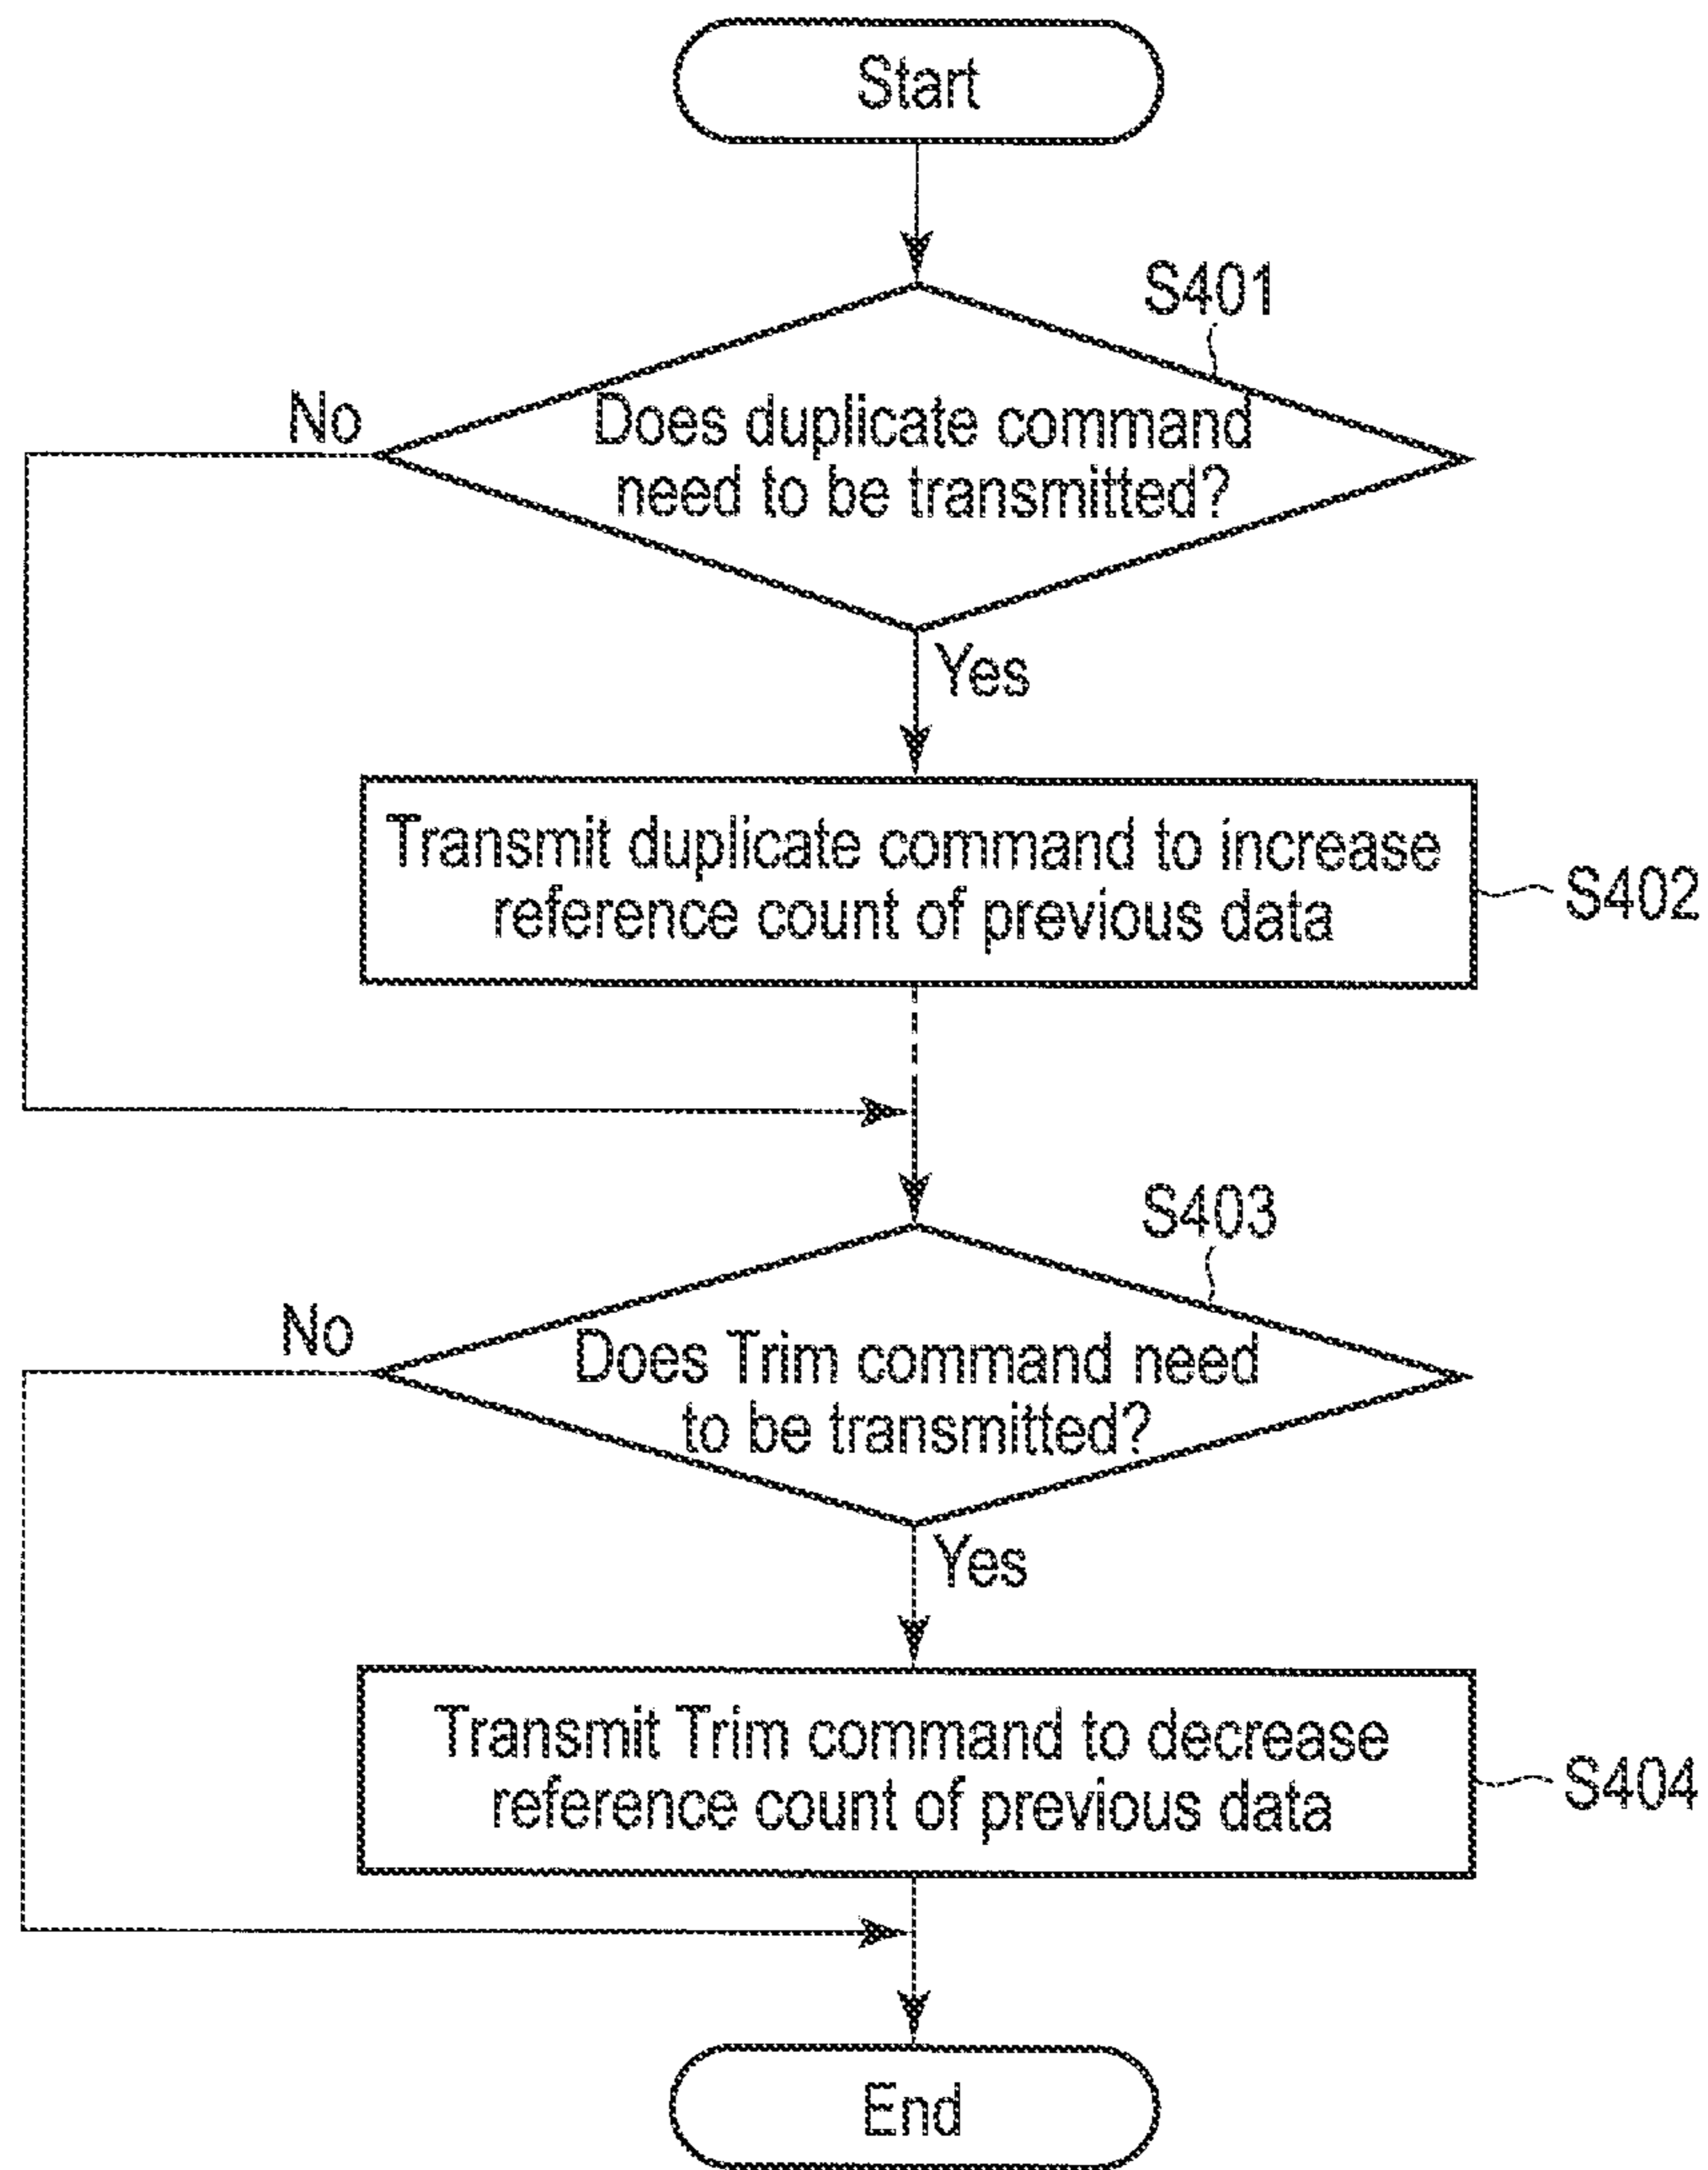 Start
S401
No
Does duplicate command
need to be transmitted?
Yes
Transmit duplicate command to increase
reference count of previous data
S402
S403
No
Does Trim command need
to be transmitted?
Yes
Transmit Trim command to decrease
reference count of previous data
S404
End